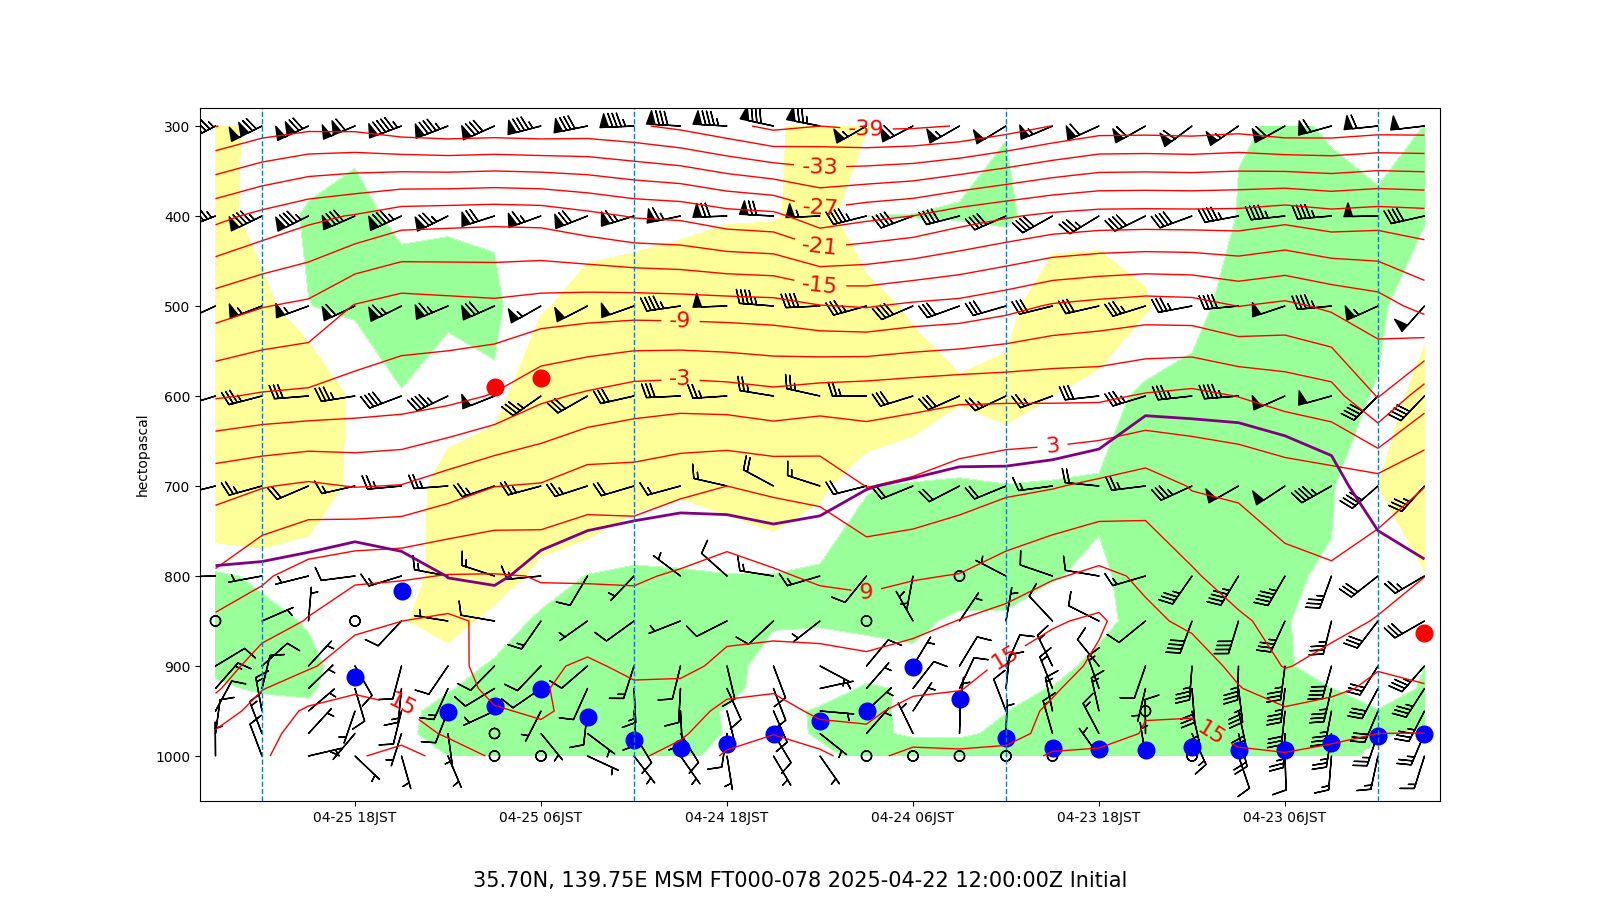 300
400
500
600
700
800
900
1000
hectopascal
-39
-33
-27
-21
-15
-9
-3
3
9
15
15
15
04-25 18JST
04-25 06JST
04-24 18JST
04-24 06JST
04-23 18JST
04-23 06JST
35.70N, 139.75E MSM FT000-078 2025-04-22 12:00:00Z Initial